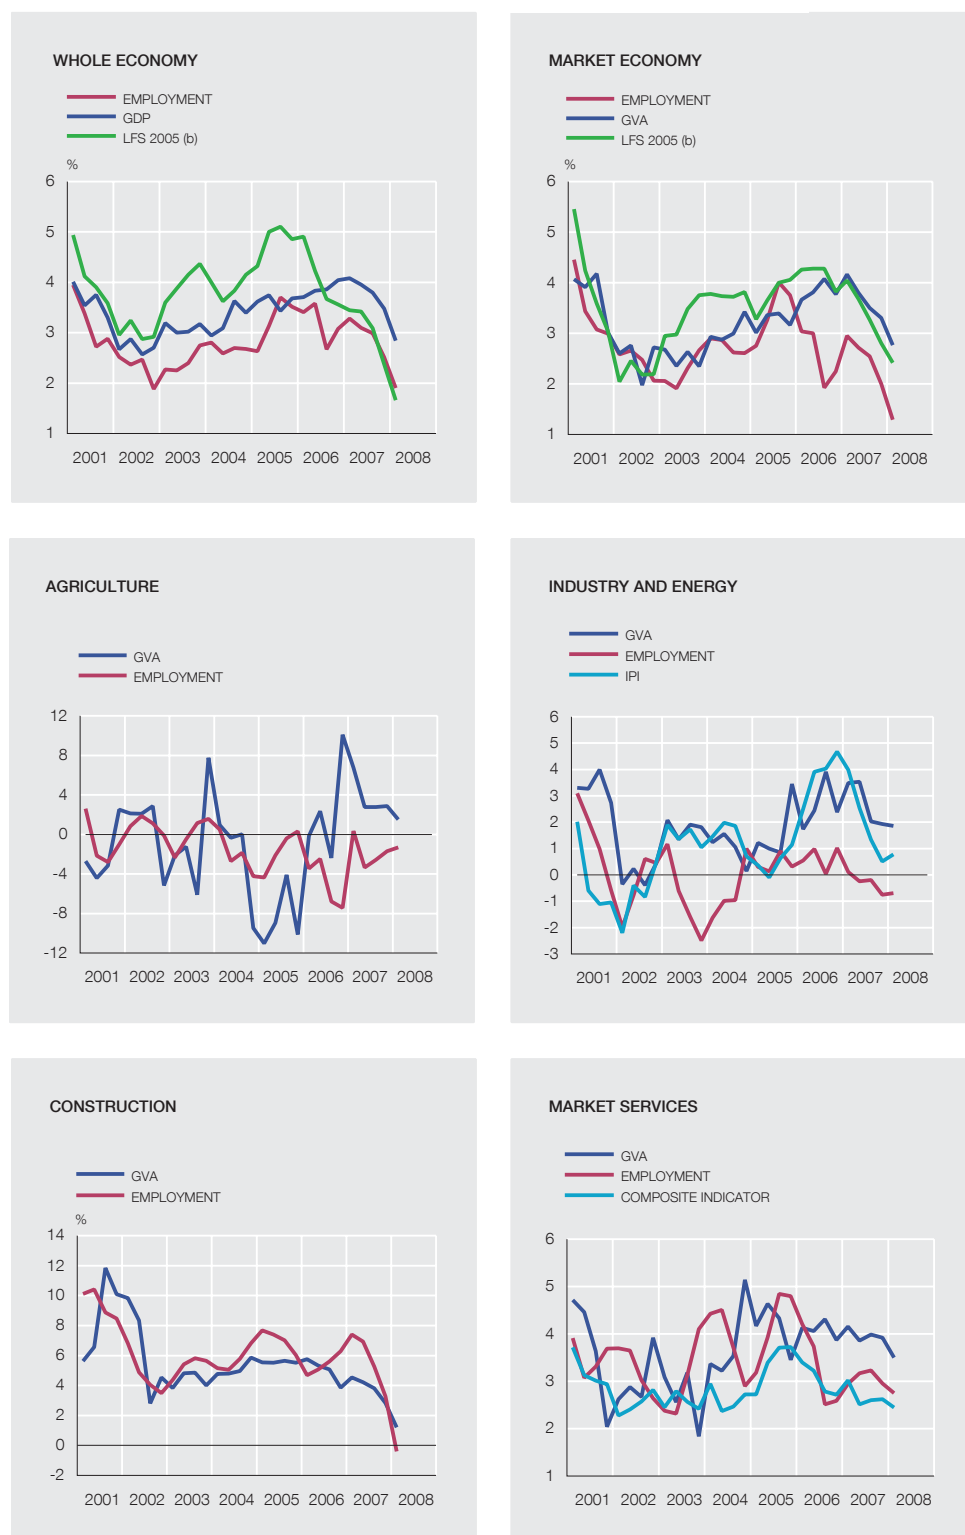 WHOLE ECONOMY
EMPLOYMENT
GDP
LFS 2005 (b)
%
6
5
4
3
2
1
2001 2002 2003 2004 2005 2006 2007 2008
MARKET ECONOMY
EMPLOYMENT
GVA
LFS 2005 (b)
%
6
5
4
3
2
1
2001 2002 2003 2004 2005 2006 2007 2008
AGRICULTURE
GVA
EMPLOYMENT
12
8
4
0
-4
-8
-12
2001 2002 2003 2004 2005 2006 2007 2008
INDUSTRY AND ENERGY
GVA
EMPLOYMENT
IPI
6
5
4
3
2
1
0
-1
-2
-3
2001 2002 2003 2004 2005 2006 2007 2008
CONSTRUCTION
GVA
EMPLOYMENT
%
14
12
10
8
6
4
2
0
-2
2001 2002 2003 2004 2005 2006 2007 2008
MARKET SERVICES
GVA
EMPLOYMENT
COMPOSITE INDICATOR
6
5
4
3
2
1
2001 2002 2003 2004 2005 2006 2007 2008